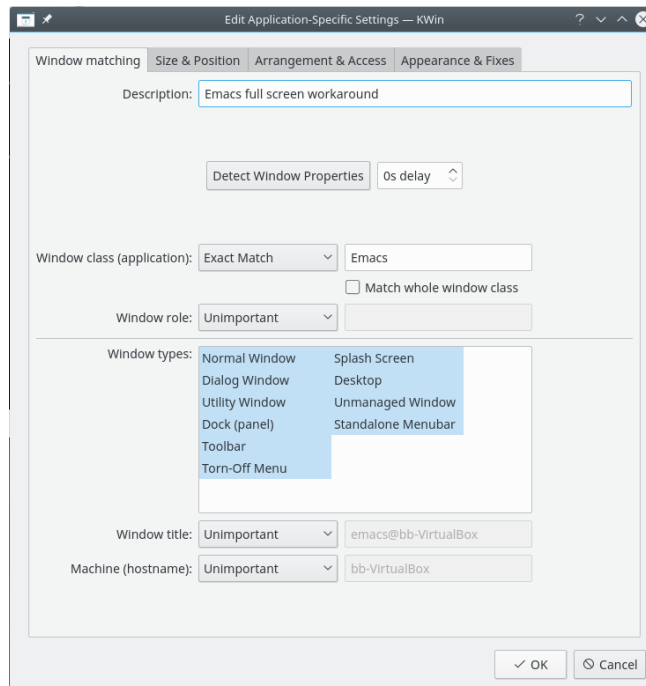 Edit Application-Specific Settings — KWin
Window matching Size & Position Arrangement & Access Appearance & Fixes
Description: Emacs full screen workaround
Detect Window Properties 0s delay
Window class (application): Exact Match Emacs
Match whole window class
Window role: Unimportant
Window types: Normal Window Splash Screen
Dialog Window Desktop
Utility Window Unmanaged Window
Dock (panel) Standalone Menubar
Toolbar
Torn-Off Menu
Window title: Unimportant emacs@bb-VirtualBox
Machine (hostname): Unimportant bb-VirtualBox
OK Cancel